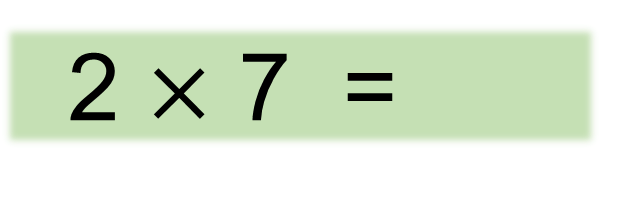 2 × 7 =